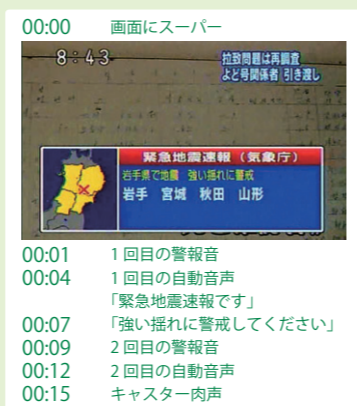 00:00 画面にスーパー
8:43
拉致問題は再調査
よど号関係者 引き渡し
緊急地震速報（気象庁）
岩手県で地震 強い揺れに警戒
岩手 宮城 秋田 山形
00:01 1回目の警報音
00:04 1回目の自動音声
「緊急地震速報です」
00:07 「強い揺れに警戒してください」
00:09 2回目の警報音
00:12 2回目の自動音声
00:15 キャスター肉声